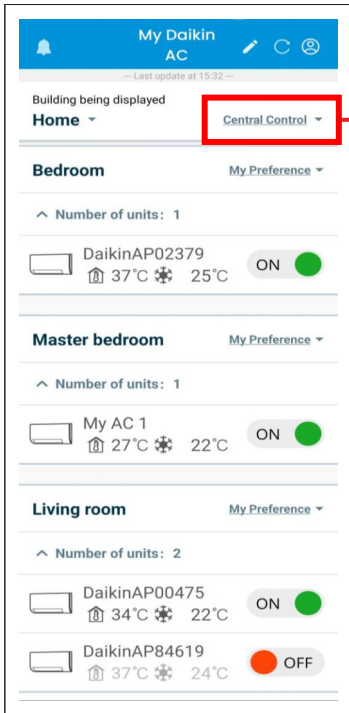 My Daikin
AC
— Last update at 15:32 —
Building being displayed
Home
Central Control
Bedroom
My Preference
Number of units: 1
DaikinAP02379
37°C 25°C
ON
Master bedroom
My Preference
Number of units: 1
My AC 1
27°C 22°C
ON
Living room
My Preference
Number of units: 2
DaikinAP00475
34°C 22°C
ON
DaikinAP84619
37°C 24°C
OFF